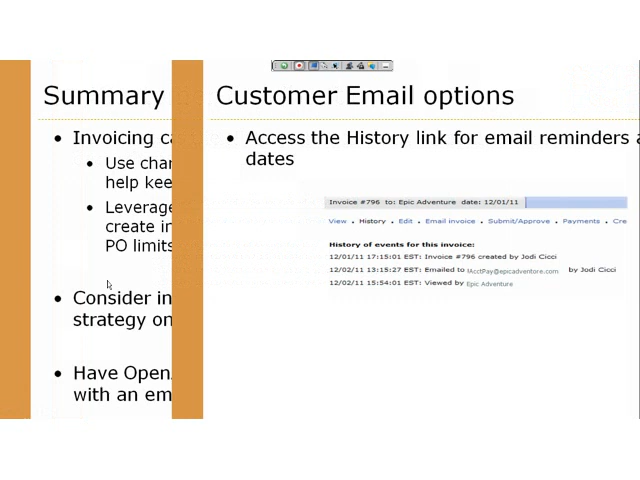 Summary
• Invoicing ca
• Use char
help kee
• Leverage
create in
PO limits
• Consider in
strategy on
• Have Open
with an em
Customer Email options
• Access the History link for email reminders a
dates
Invoice #796 to: Epic Adventure date: 12/01/11
View • History • Edit • Email invoice • Submit/Approve • Payments • Cre
History of events for this invoice:
12/01/11 17:15:01 EST: Invoice #796 created by Jodi Cicci
12/02/11 13:15:27 EST: Emailed to IAcctPay@epicadventure.com by Jodi Cicci
12/02/11 15:54:01 EST: Viewed by Epic Adventure